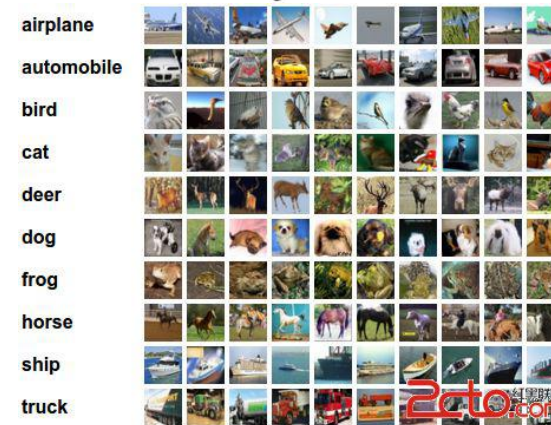 airplane
automobile
bird
cat
deer
dog
frog
horse
ship
truck
2cto.com